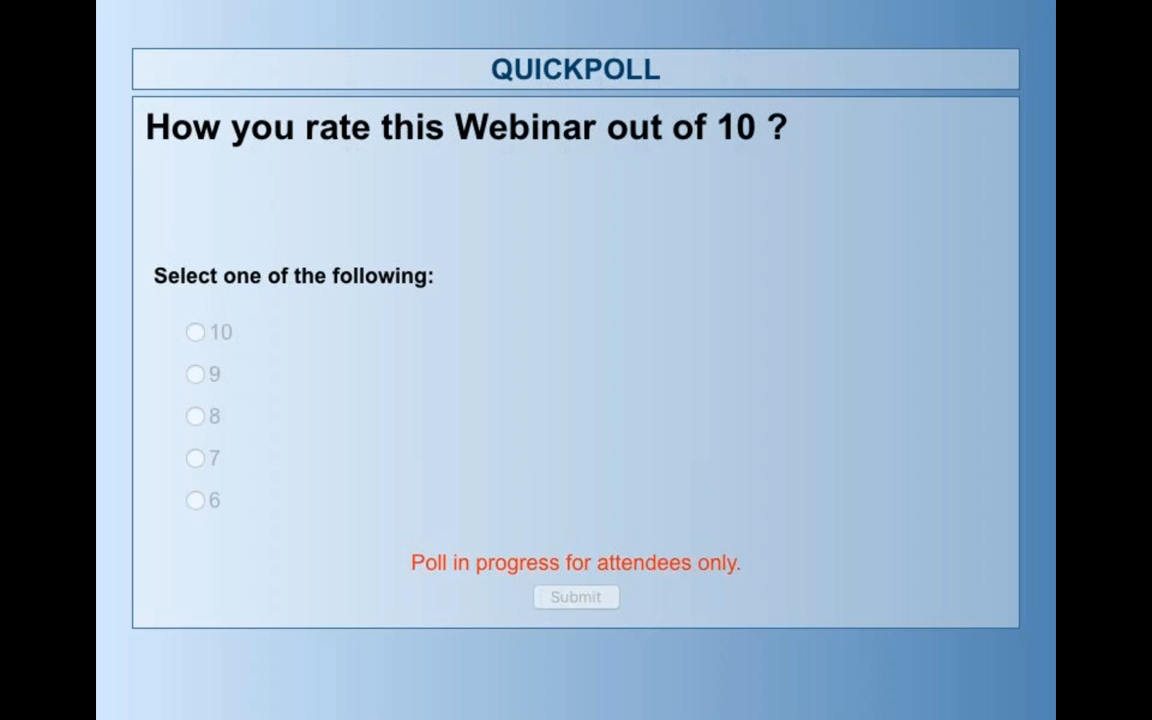 QUICKPOLL
How you rate this Webinar out of 10 ?
Select one of the following:
10
9
8
7
6
Poll in progress for attendees only.
Submit